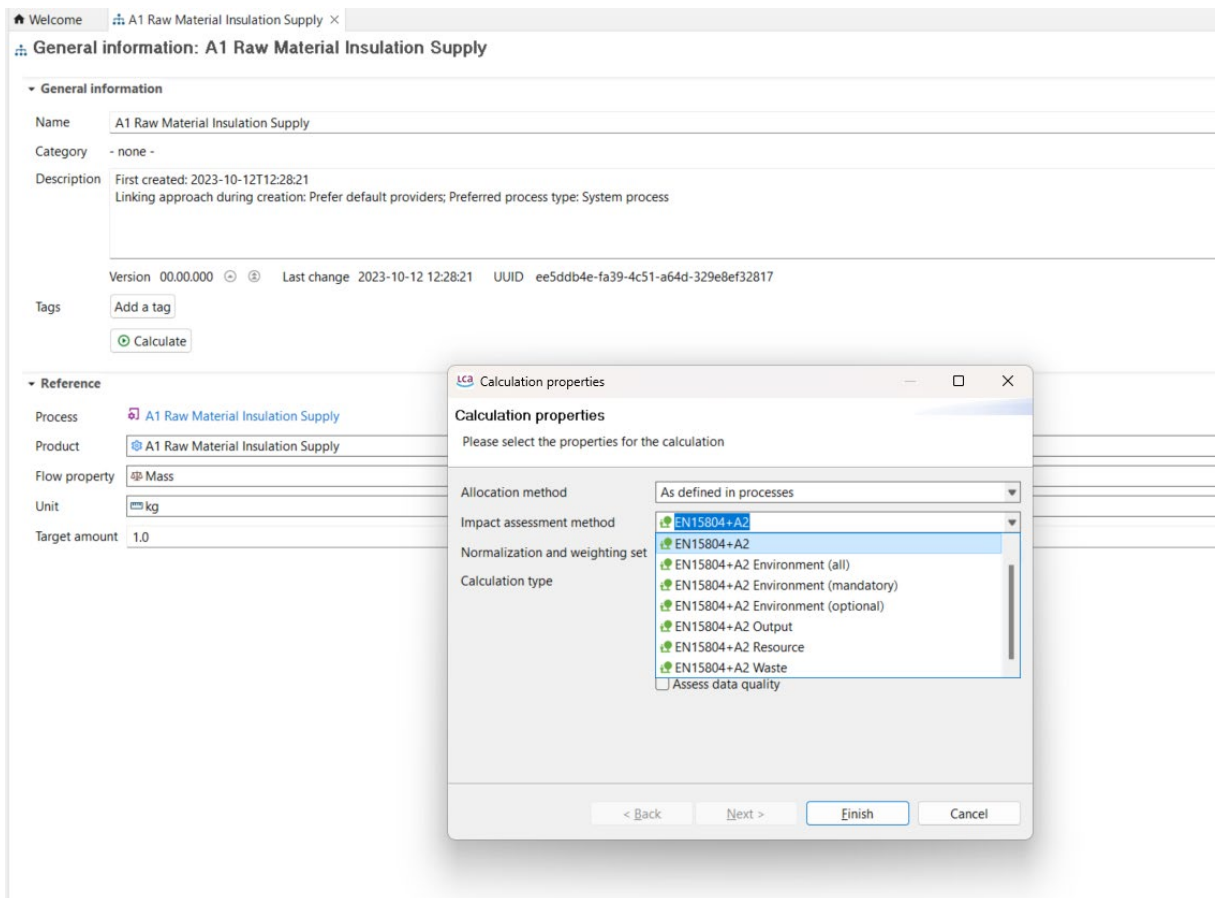 Welcome
A1 Raw Material Insulation Supply
General information: A1 Raw Material Insulation Supply
General information
Name A1 Raw Material Insulation Supply
Category - none -
Description First created: 2023-10-12T12:28:21
Linking approach during creation: Prefer default providers; Preferred process type: System process
Version 00.00.000 Last change 2023-10-12 12:28:21 UUID ee5ddb4e-fa39-4c51-a64d-329e8ef32817
Tags Add a tag
Calculate
Reference
Process A1 Raw Material Insulation Supply
Product A1 Raw Material Insulation Supply
Flow property Mass
Unit kg
Target amount 1.0
LCA Calculation properties
Calculation properties
Please select the properties for the calculation
Allocation method As defined in processes
Impact assessment method EN15804+A2
Normalization and weighting set
Calculation type
EN15804+A2
EN15804+A2 Environment (all)
EN15804+A2 Environment (mandatory)
EN15804+A2 Environment (optional)
EN15804+A2 Output
EN15804+A2 Resource
EN15804+A2 Waste
Assess data quality
< Back Next > Finish Cancel